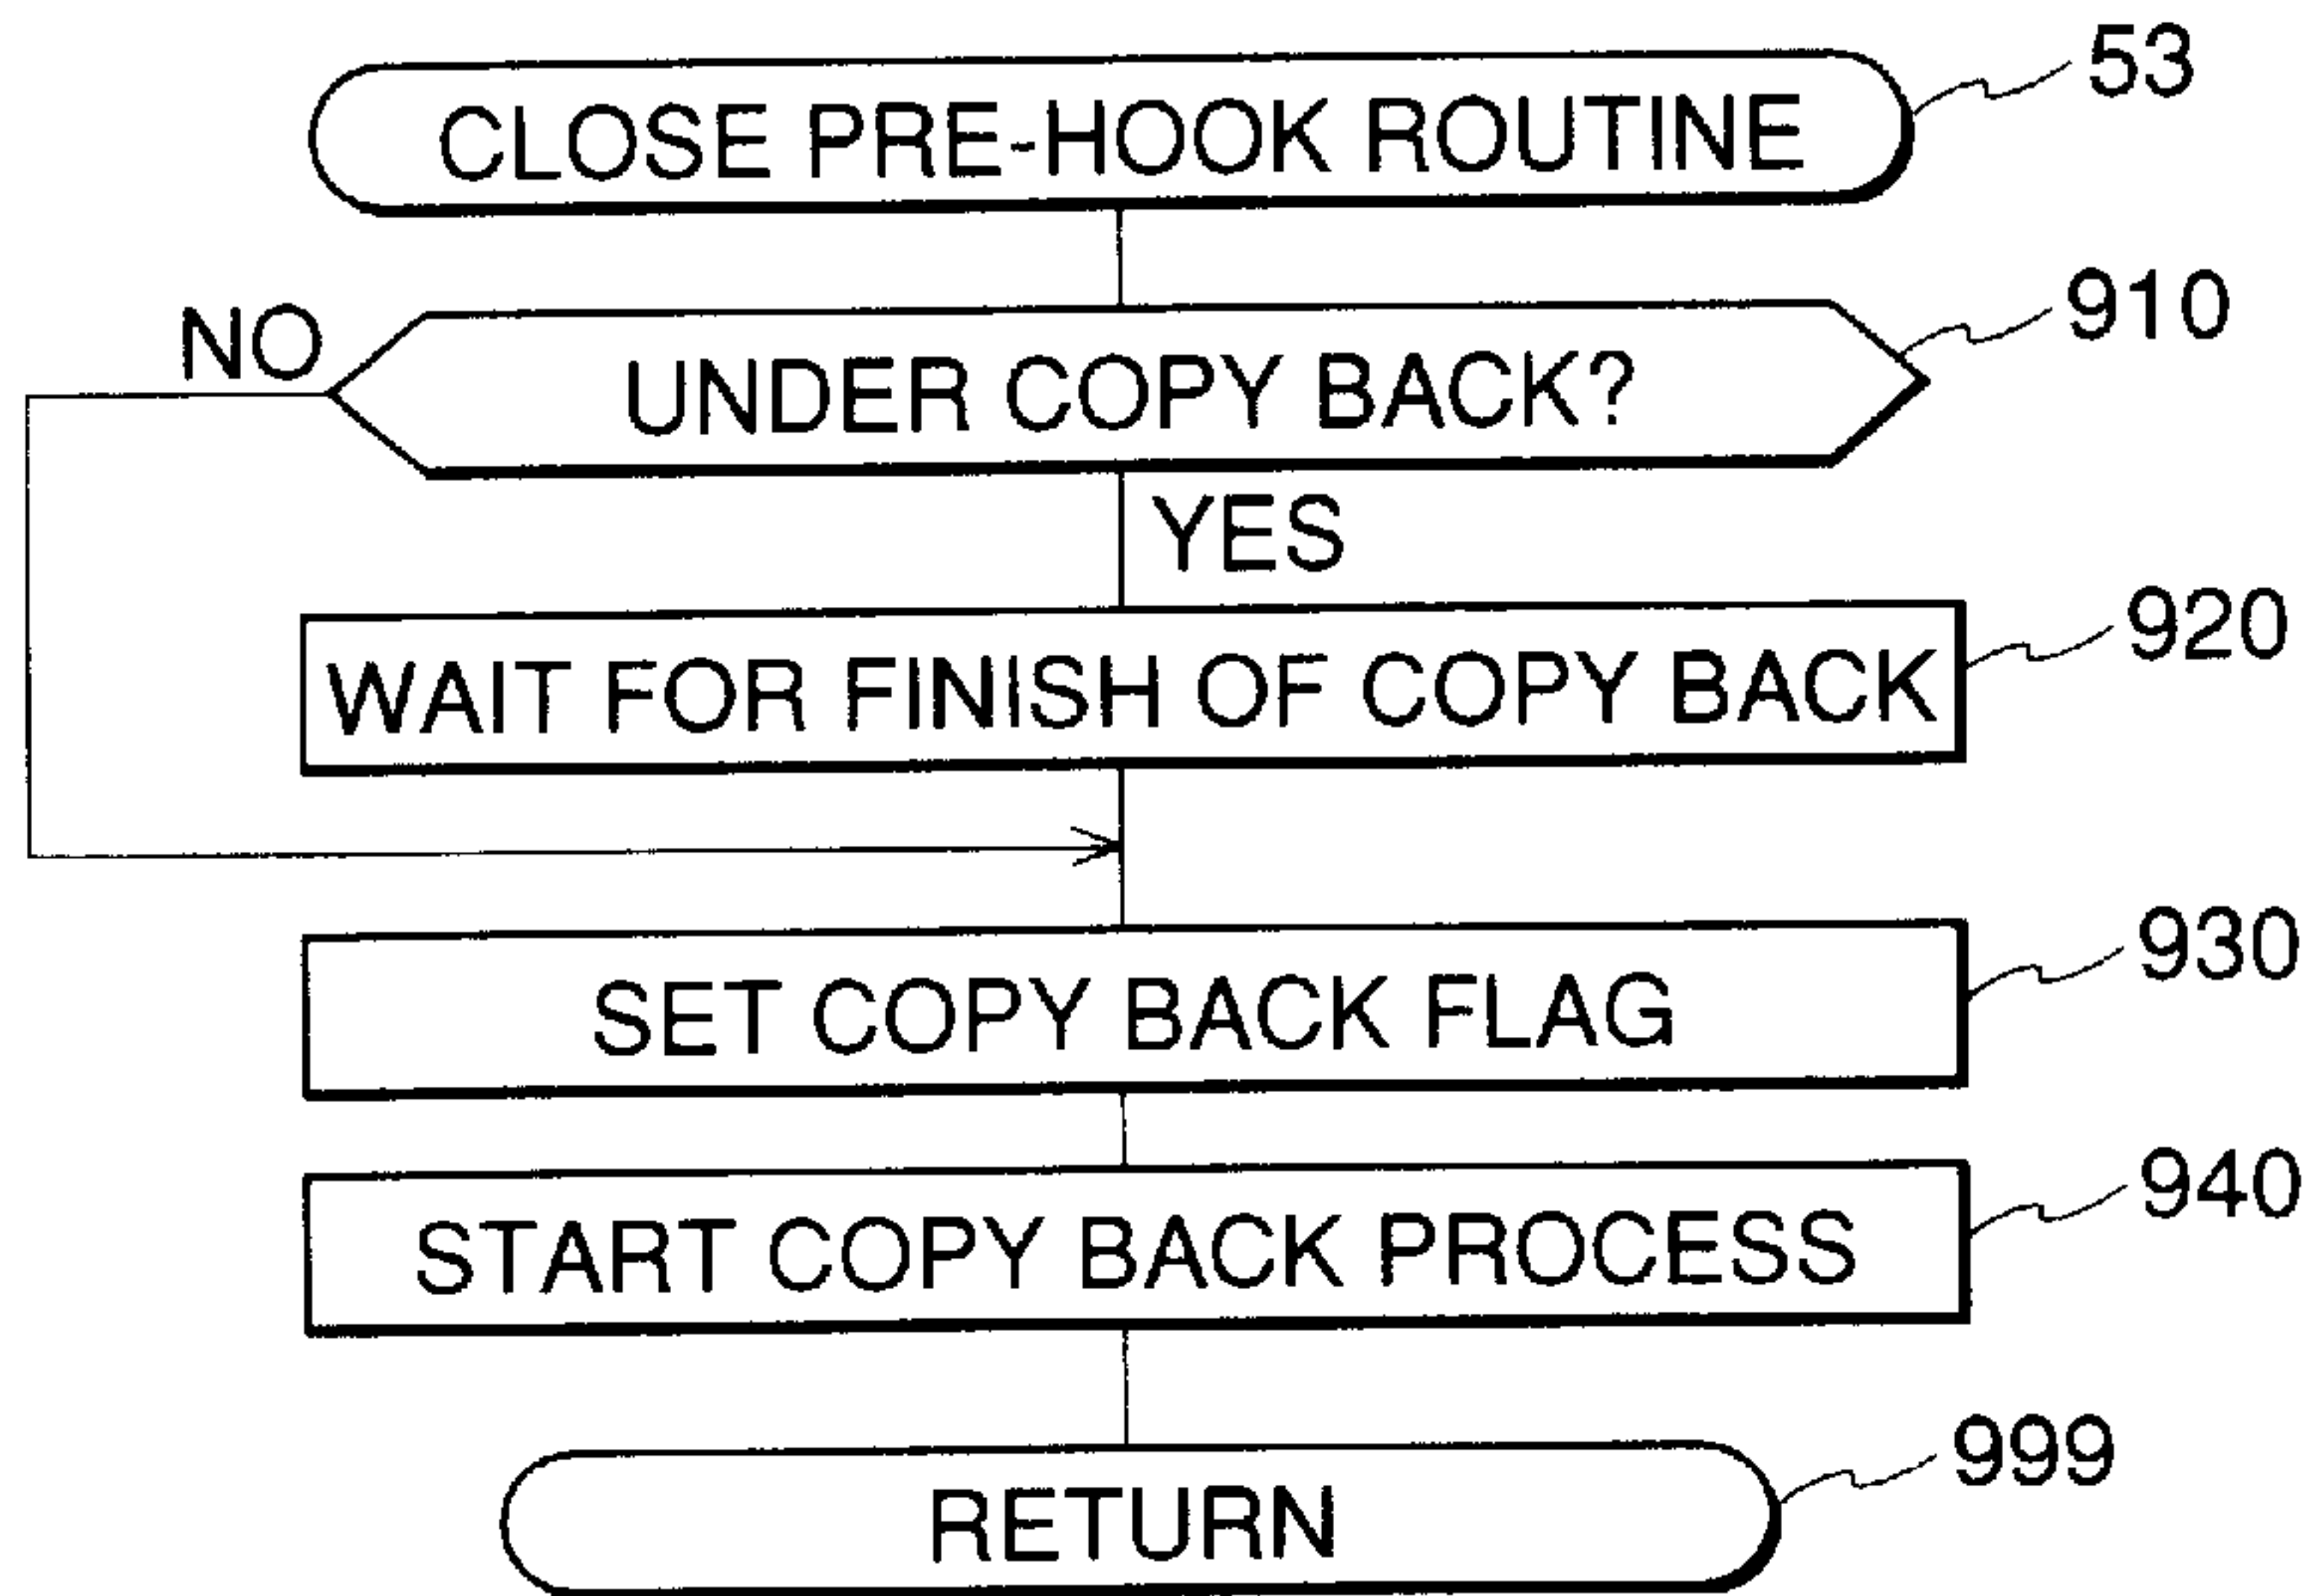 CLOSE PRE-HOOK ROUTINE 53
NO UNDER COPY BACK? 910
YES
WAIT FOR FINISH OF COPY BACK 920
SET COPY BACK FLAG 930
START COPY BACK PROCESS 940
RETURN 999